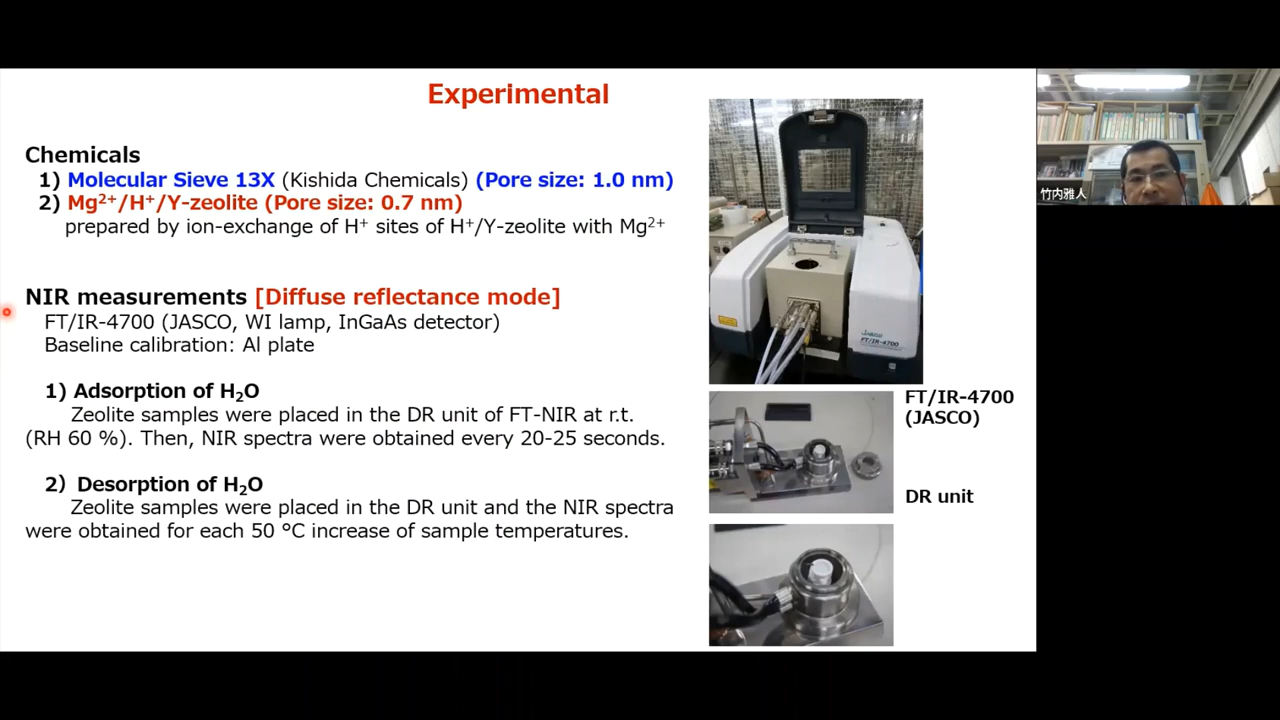 Experimental
Chemicals
1) Molecular Sieve 13X (Kishida Chemicals) (Pore size: 1.0 nm)
2) Mg²⁺/H⁺/Y-zeolite (Pore size: 0.7 nm)
prepared by ion-exchange of H⁺ sites of H⁺/Y-zeolite with Mg²⁺
NIR measurements [Diffuse reflectance mode]
FT/IR-4700 (JASCO, WI lamp, InGaAs detector)
Baseline calibration: Al plate
1) Adsorption of H₂O
Zeolite samples were placed in the DR unit of FT-NIR at r.t.
(RH 60 %). Then, NIR spectra were obtained every 20-25 seconds.
2) Desorption of H₂O
Zeolite samples were placed in the DR unit and the NIR spectra
were obtained for each 50 °C increase of sample temperatures.
Jasco
FT/IR-4700
FT/IR-4700
(JASCO)
DR unit
竹内雅人